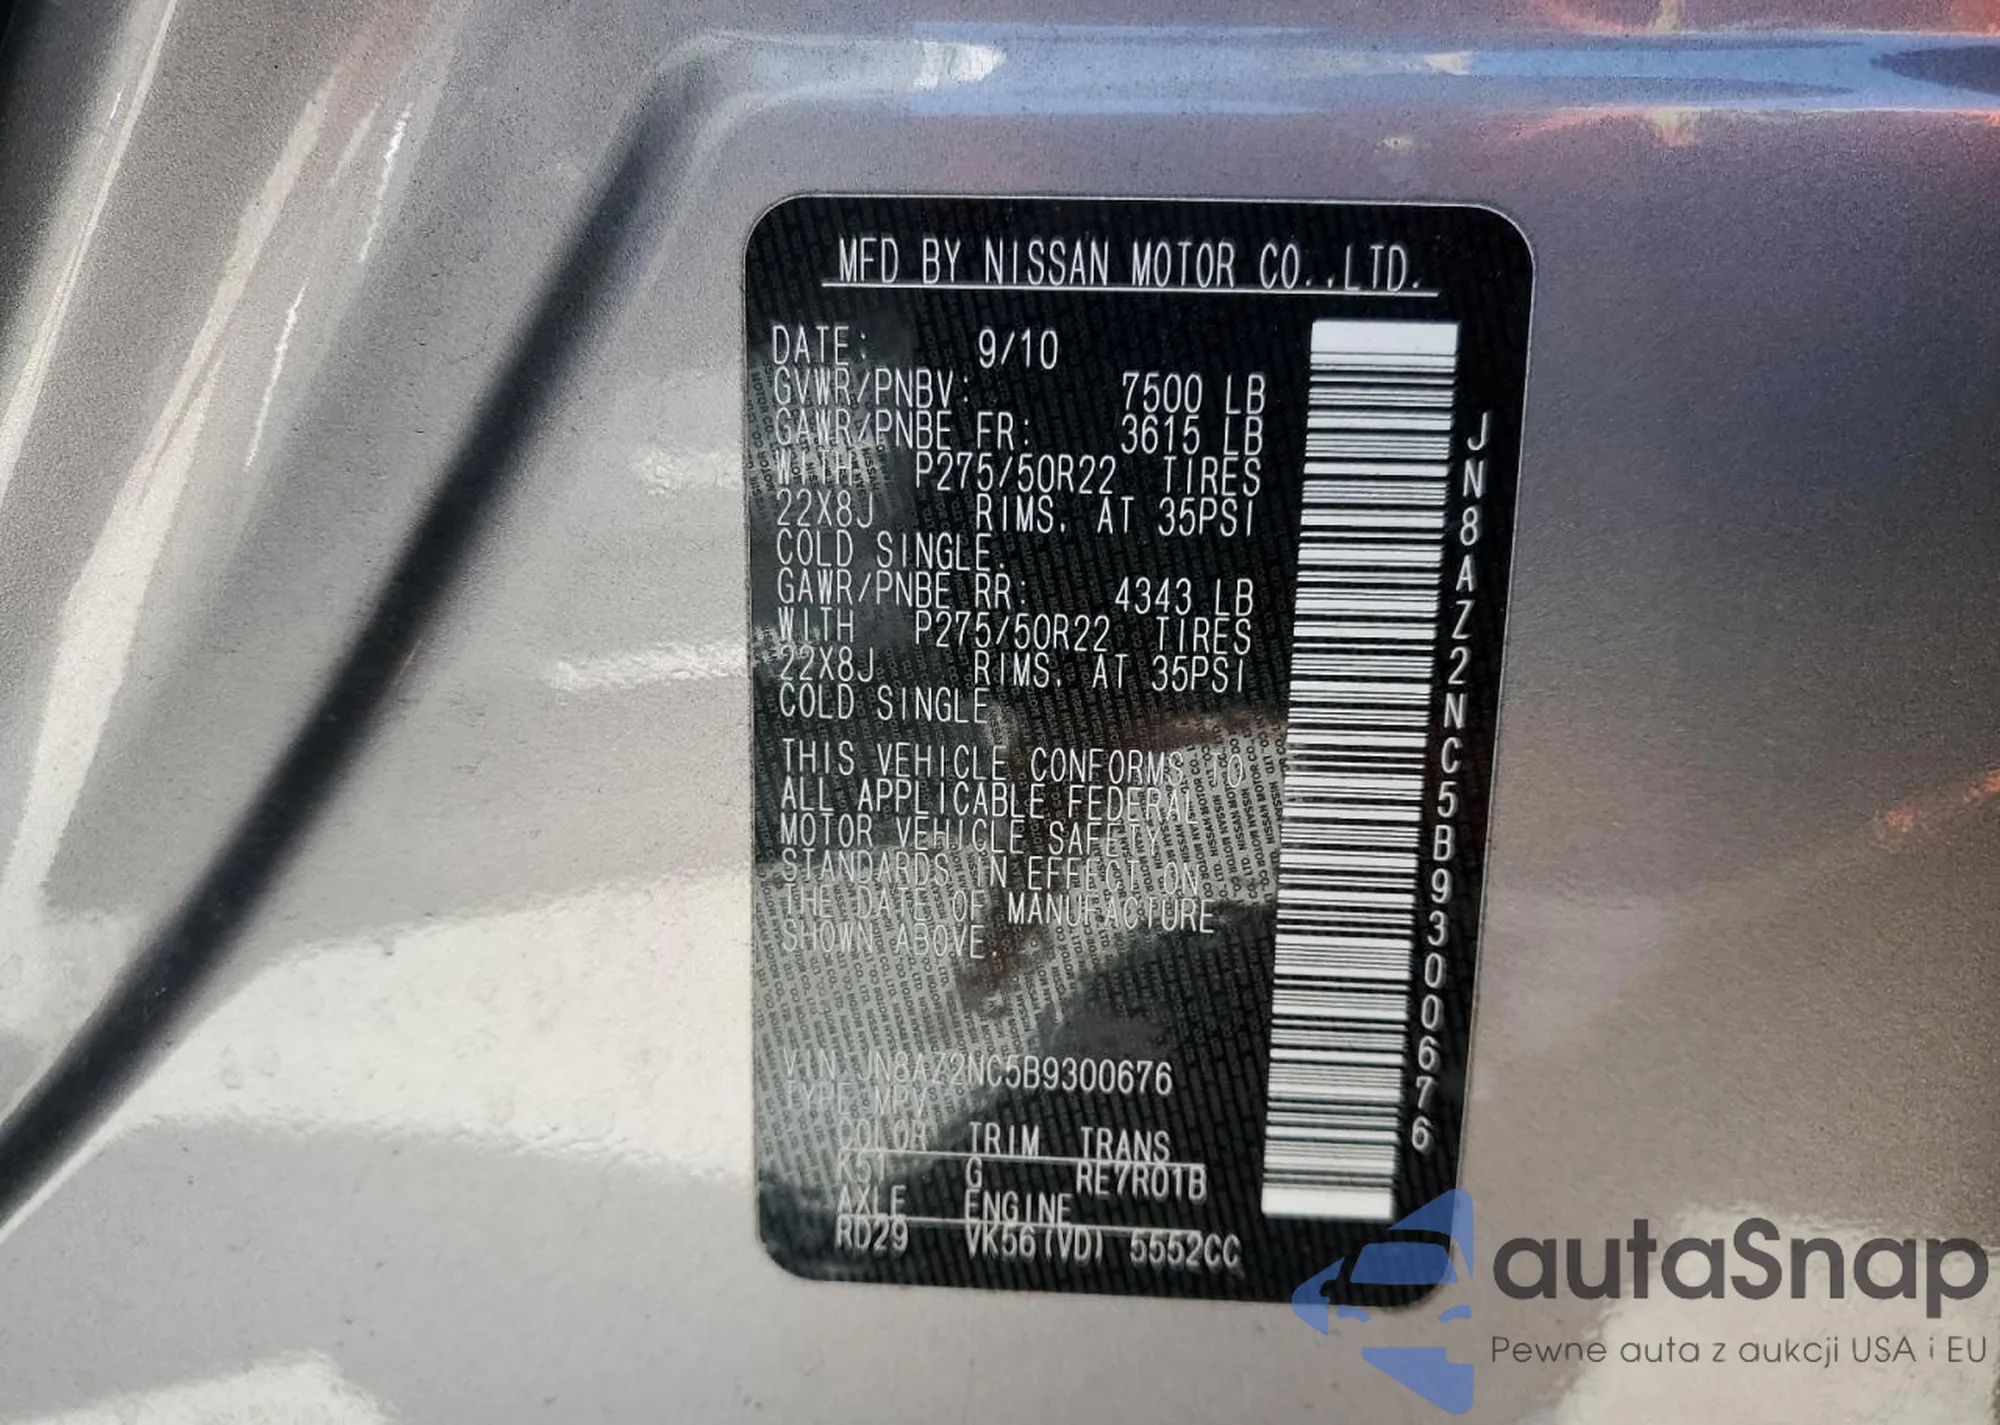 MFD BY NISSAN MOTOR CO.,LTD.
DATE: 9/10
GVWR/PNBV: 7500 LB
GAWR/PNBE FR: 3615 LB
WITH P275/50R22 TIRES
22X8J RIMS. AT 35PSI
COLD SINGLE.
GAWR/PNBE RR: 4343 LB
WITH P275/50R22 TIRES
22X8J RIMS. AT 35PSI
COLD SINGLE
THIS VEHICLE CONFORMS TO
ALL APPLICABLE FEDERAL
MOTOR VEHICLE SAFETY
STANDARDS IN EFFECT ON
THE DATE OF MANUFACTURE
SHOWN ABOVE.
VIN JN8AZ2NC5B9300676
TYPE MPV
COLOR TRIM TRANS
K51 G RE7R01B
AXLE ENGINE
RD29 VK56(VD) 5552CC
JN8AZ2NC5B9300676
autaSnap
Pewne auta z aukcji USA i EU